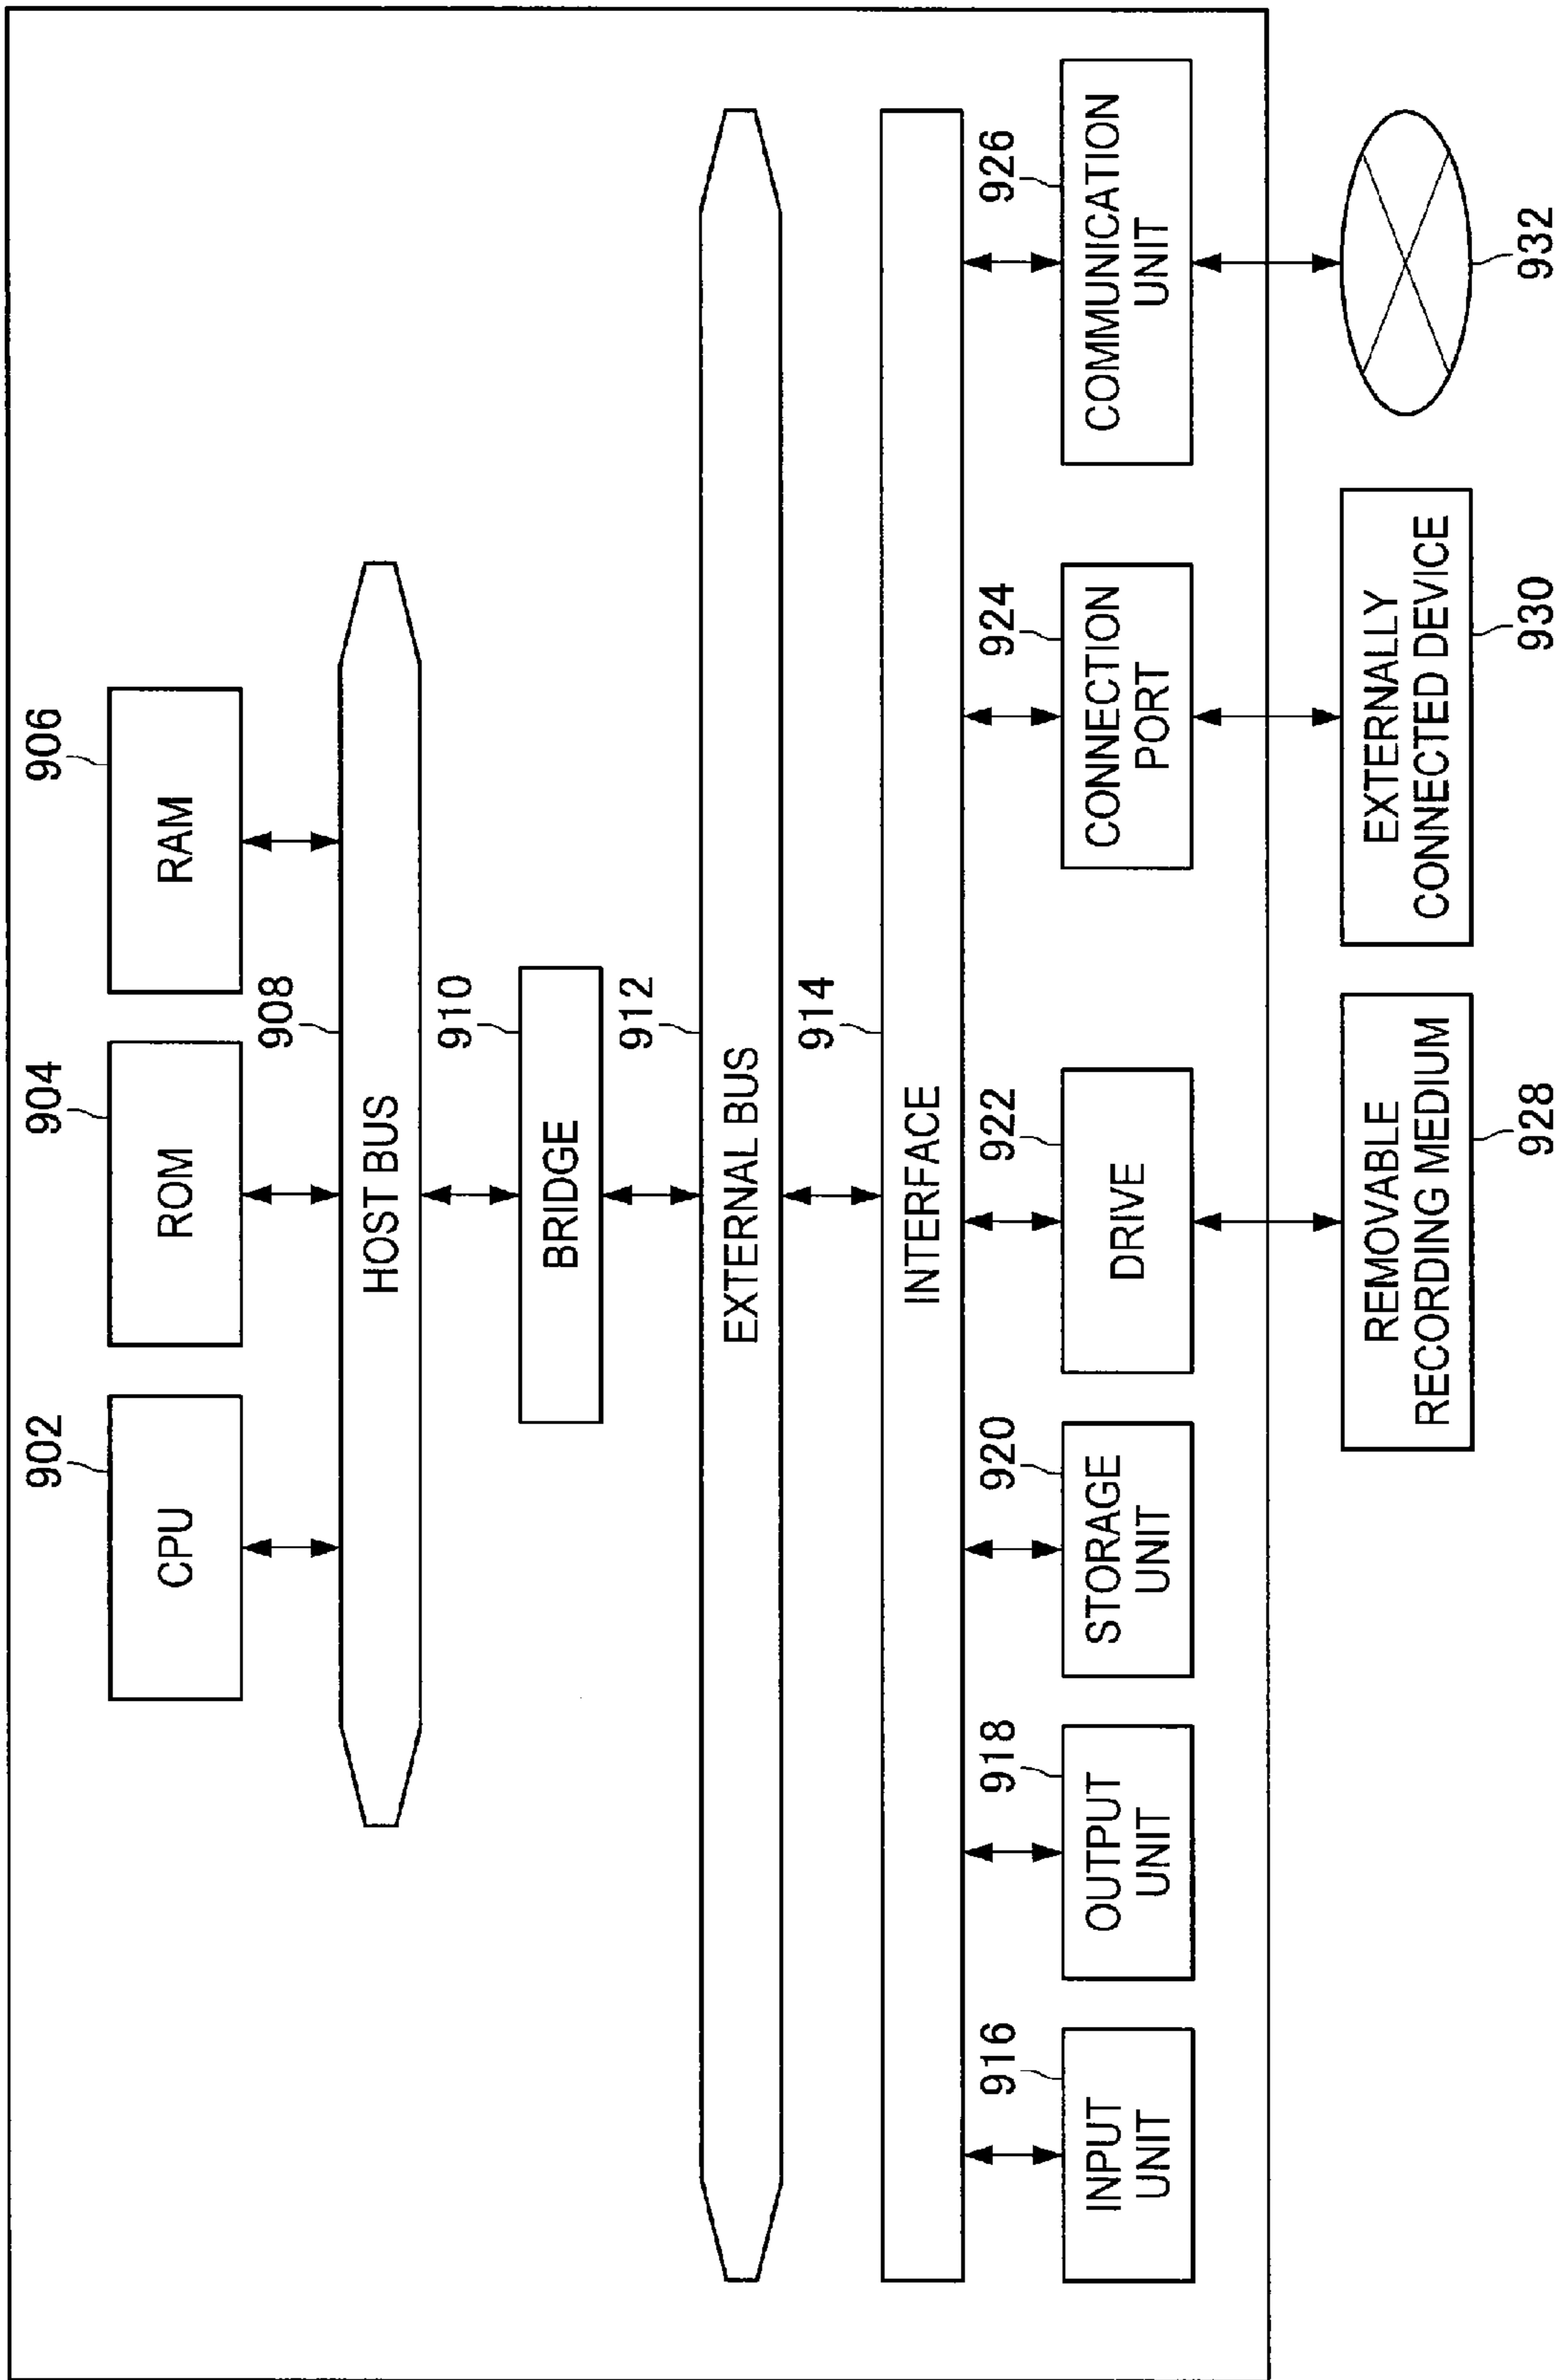 902
904
906
CPU
ROM
RAM
908
HOST BUS
910
BRIDGE
912
EXTERNAL BUS
914
INTERFACE
916
918
920
922
924
926
INPUT
UNIT
OUTPUT
UNIT
STORAGE
UNIT
DRIVE
CONNECTION
PORT
COMMUNICATION
UNIT
REMOVABLE
RECORDING MEDIUM
EXTERNALLY
CONNECTED DEVICE
928
930
932